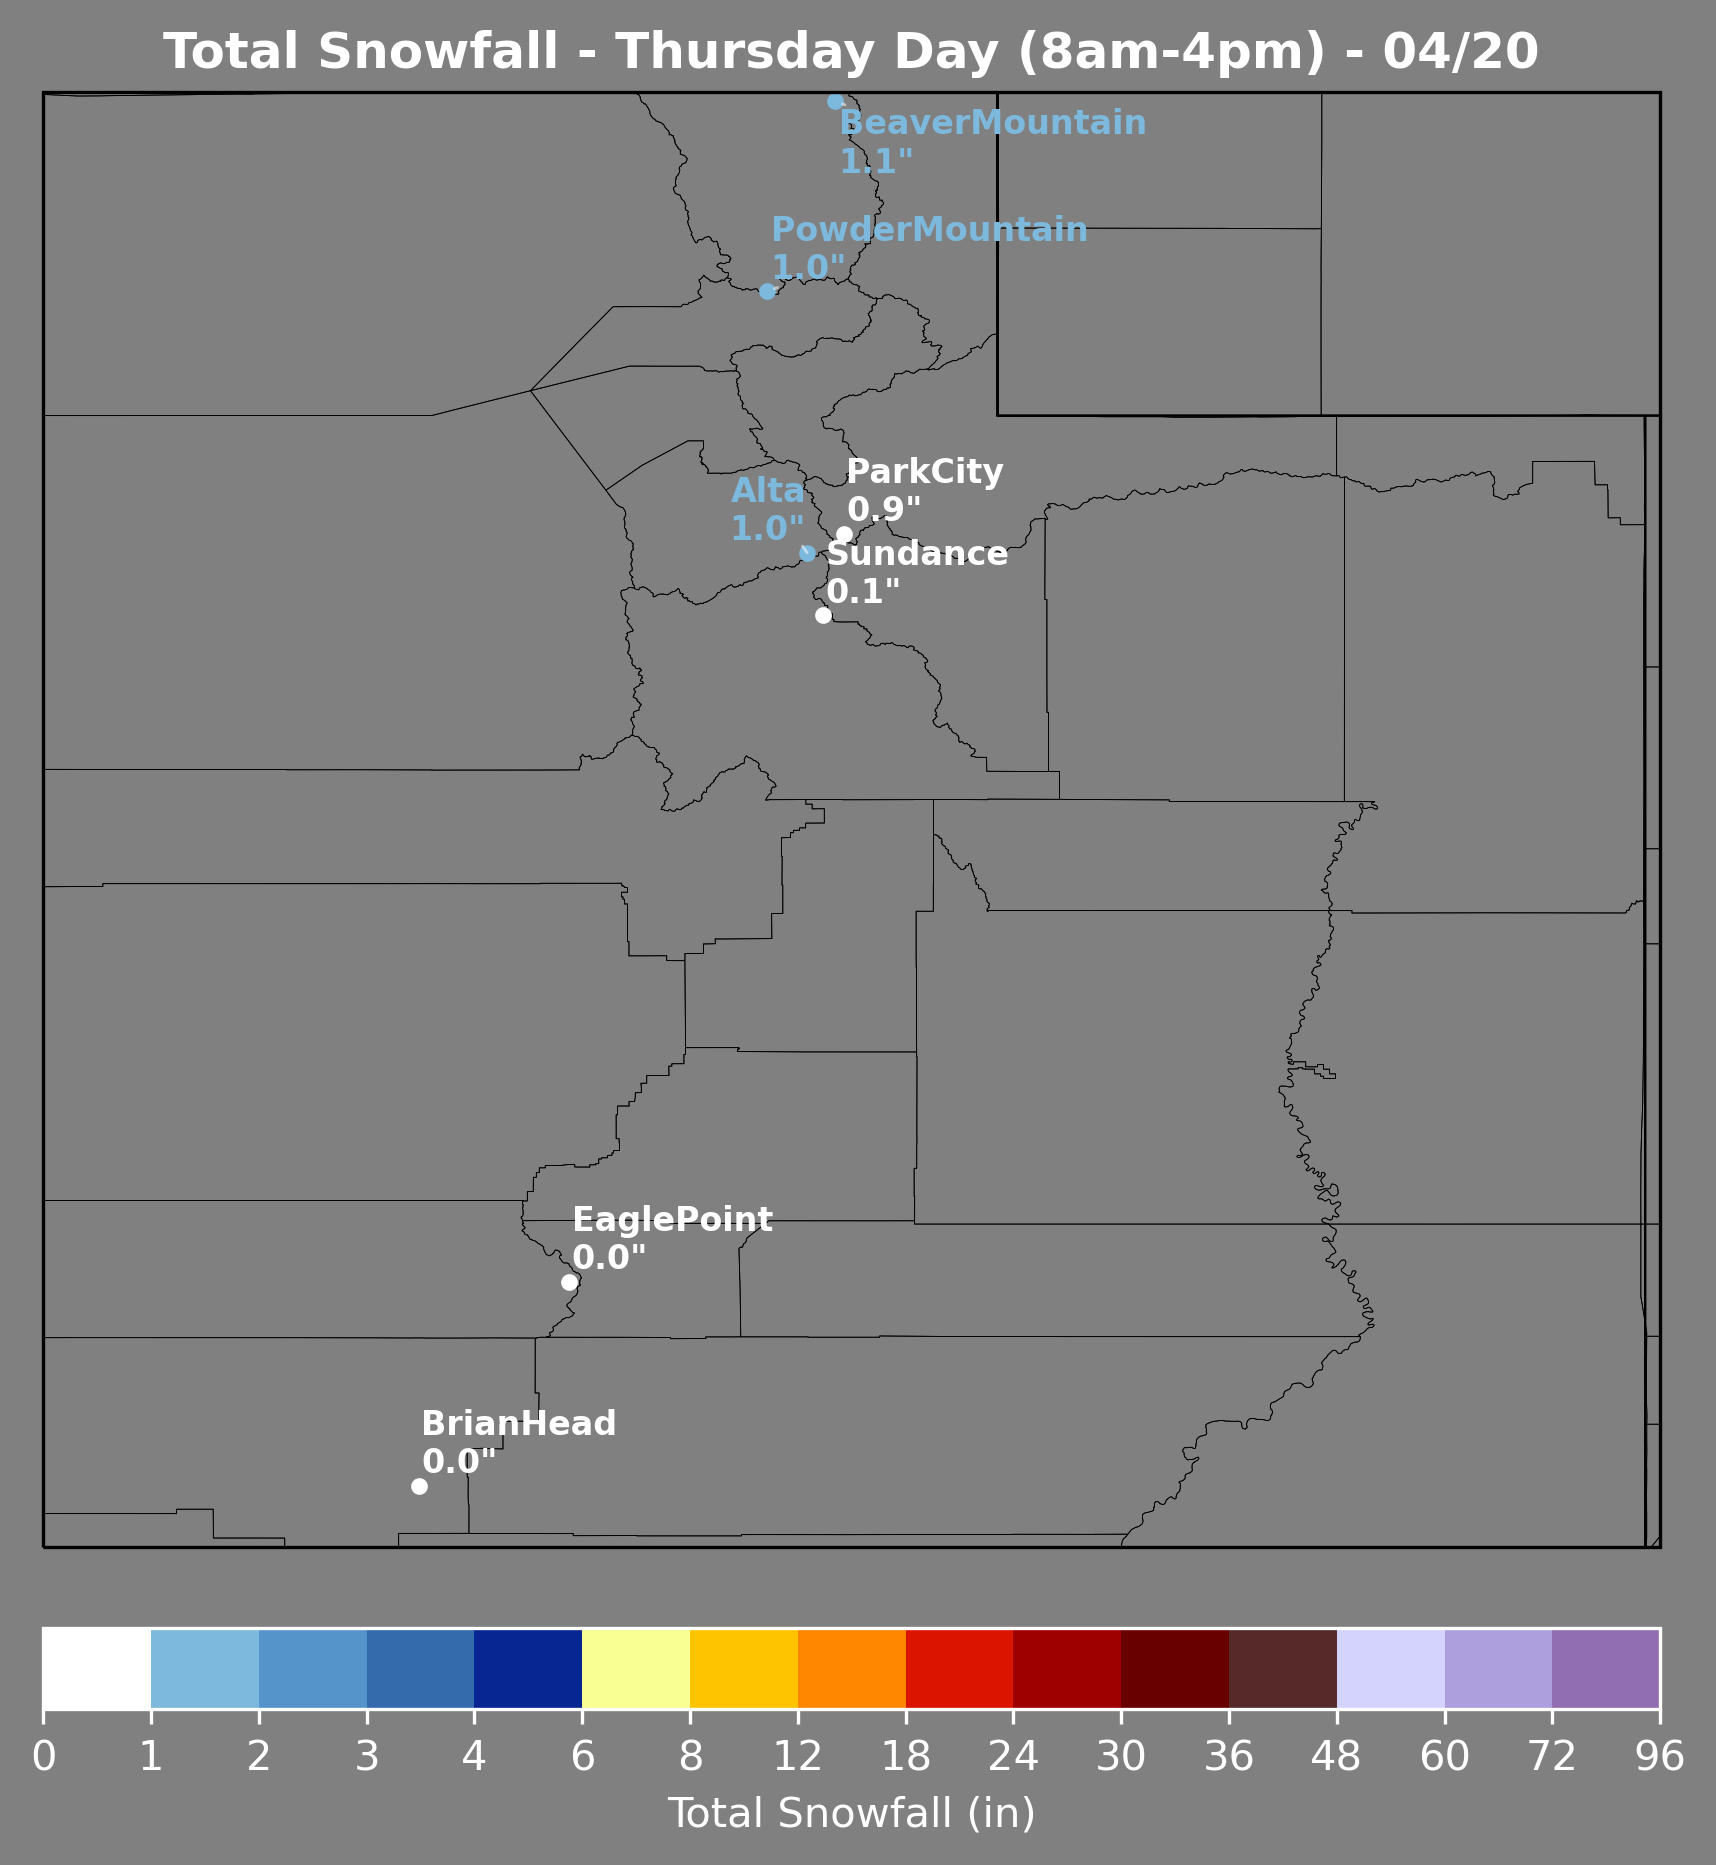 Total Snowfall - Thursday Day (8am-4pm) - 04/20
BeaverMountain
1.1"
PowderMountain
1.0"
ParkCity
0.9"
Alta
1.0"
Sundance
0.1"
EaglePoint
0.0"
BrianHead
0.0"
0 1 2 3 4 6 8 12 18 24 30 36 48 60 72 96
Total Snowfall (in)